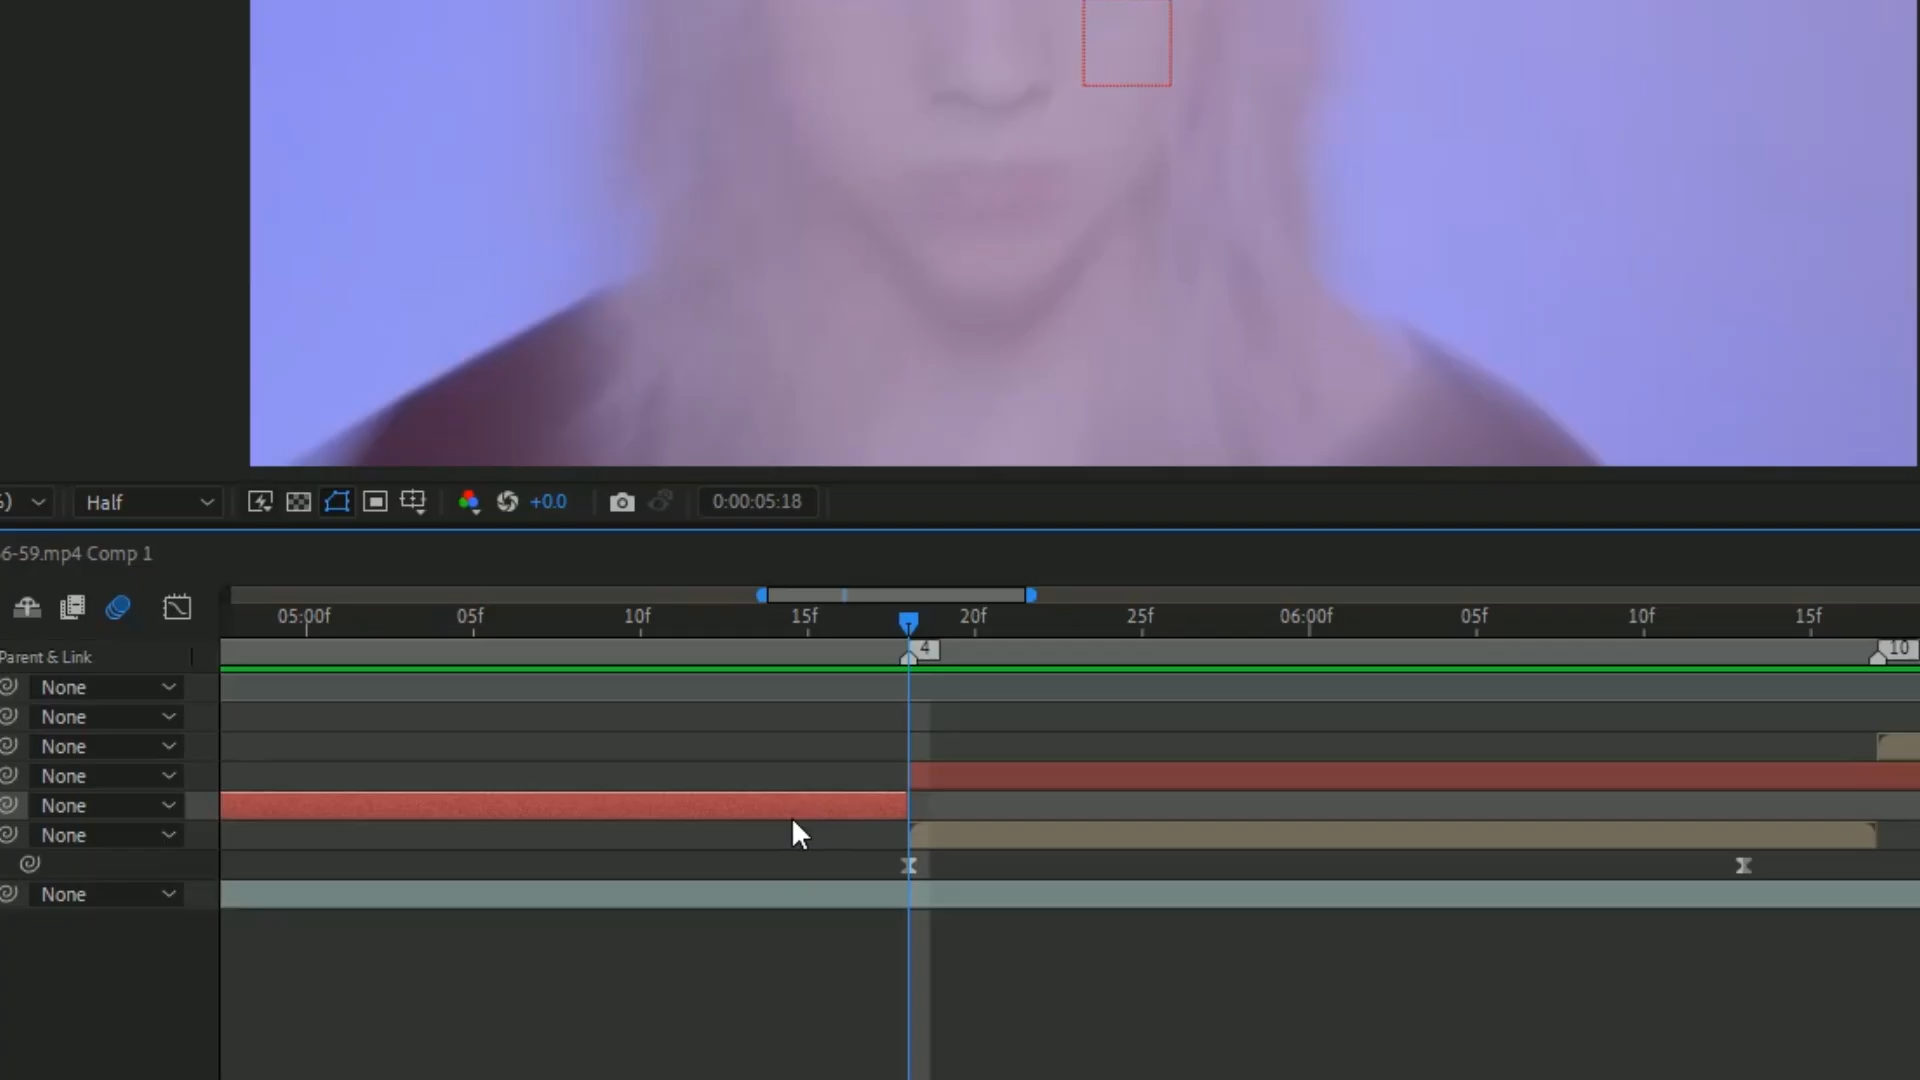 ) Half +0.0 0:00:05:18
6-59.mp4 Comp 1
05:00f 05f 10f 15f 20f 25f 06:00f 05f 10f 15f
4 10
Parent & Link
None
None
None
None
None
None
None